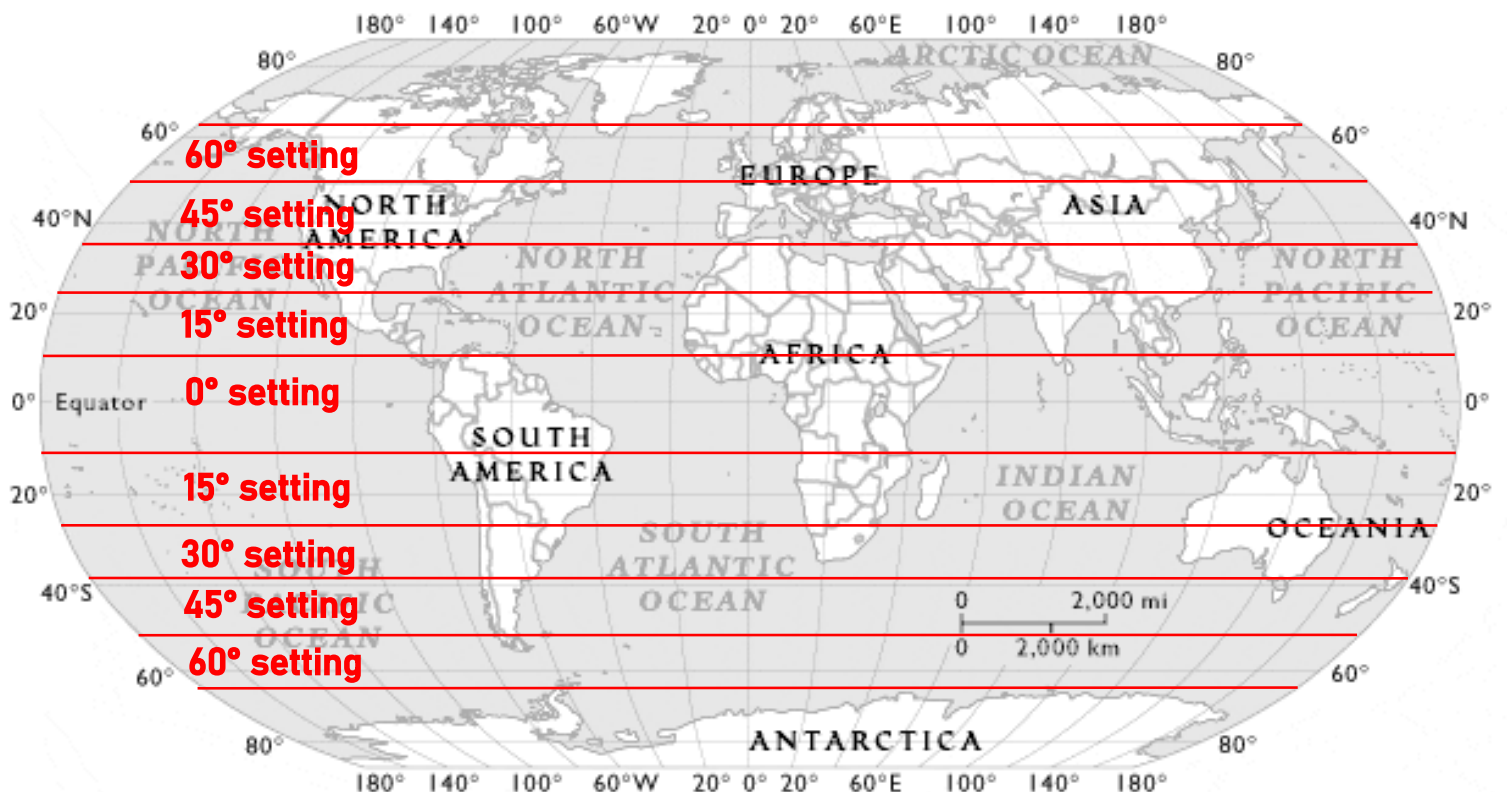 180° 140° 100° 60°W 20° 0° 20° 60°E 100° 140° 180°
ARCTIC OCEAN
80° 80°
60° 60°
60° setting
EUROPE
NORTH ASIA
45° setting
40°N 40°N
NORTH
AMERICA
PACIFIC
NORTH NORTH
30° setting
ATLANTIC PACIFIC
OCEAN
20° 20°
15° setting
OCEAN OCEAN
AFRICA
0° setting
0° Equator 0°
SOUTH
AMERICA
INDIAN
15° setting
20° 20°
OCEAN
OCEANIA
SOUTH
30° setting
SOUTH
ATLANTIC
40°S 40°S
45° setting
PACIFIC
OCEAN
0 2,000 mi
OCEAN
0 2,000 km
60° setting
60° 60°
ANTARCTICA
80° 80°
180° 140° 100° 60°W 20° 0° 20° 60°E 100° 140° 180°